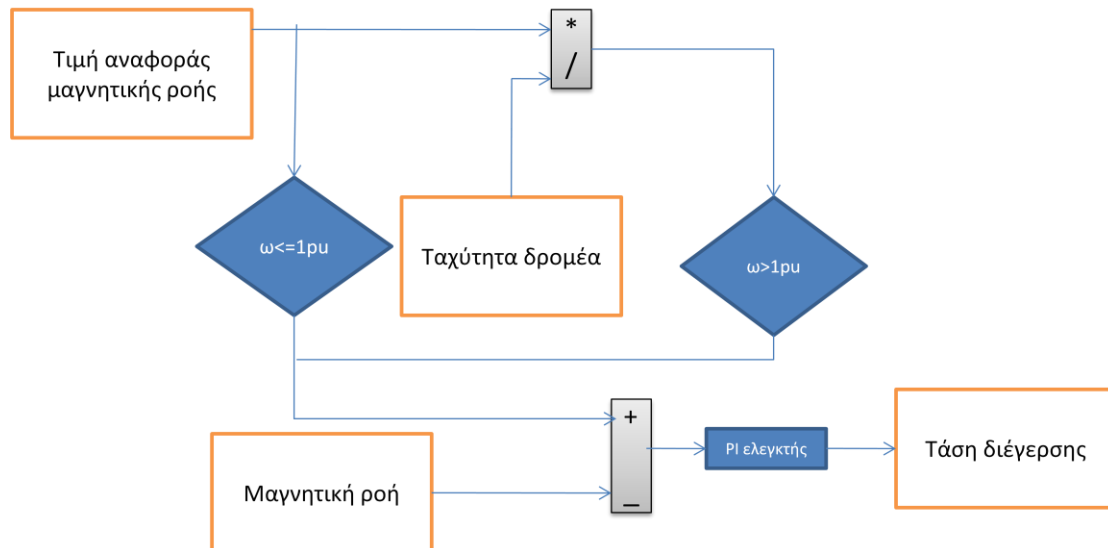 Τιμή αναφοράς
μαγνητικής ροής
*
/
ω<=1pu
Ταχύτητα δρομέα
ω>1pu
+
_
PI ελεγκτής
Τάση διέγερσης
Μαγνητική ροή